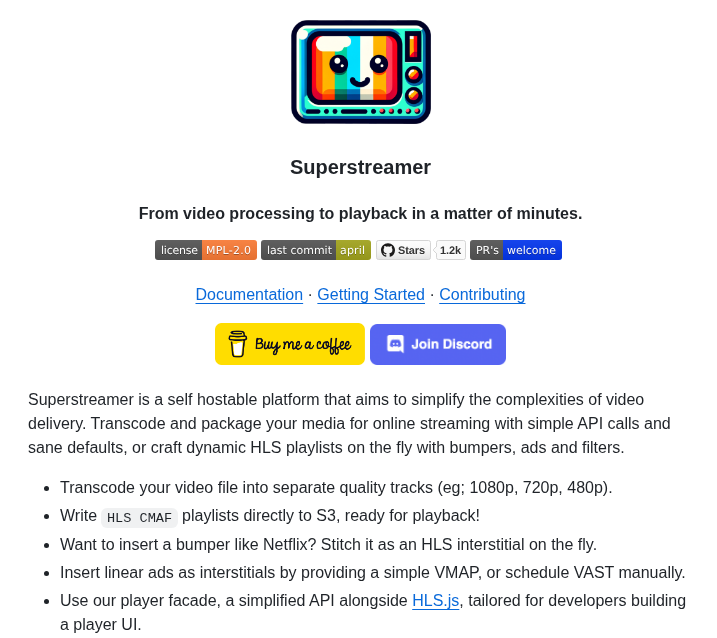 Superstreamer
From video processing to playback in a matter of minutes.
license MPL-2.0 last commit april Stars 1.2k PR's welcome
Documentation · Getting Started · Contributing
Buy me a coffee Join Discord
Superstreamer is a self hostable platform that aims to simplify the complexities of video
delivery. Transcode and package your media for online streaming with simple API calls and
sane defaults, or craft dynamic HLS playlists on the fly with bumpers, ads and filters.
• Transcode your video file into separate quality tracks (eg; 1080p, 720p, 480p).
• Write HLS CMAF playlists directly to S3, ready for playback!
• Want to insert a bumper like Netflix? Stitch it as an HLS interstitial on the fly.
• Insert linear ads as interstitials by providing a simple VMAP, or schedule VAST manually.
• Use our player facade, a simplified API alongside HLS.js, tailored for developers building
a player UI.